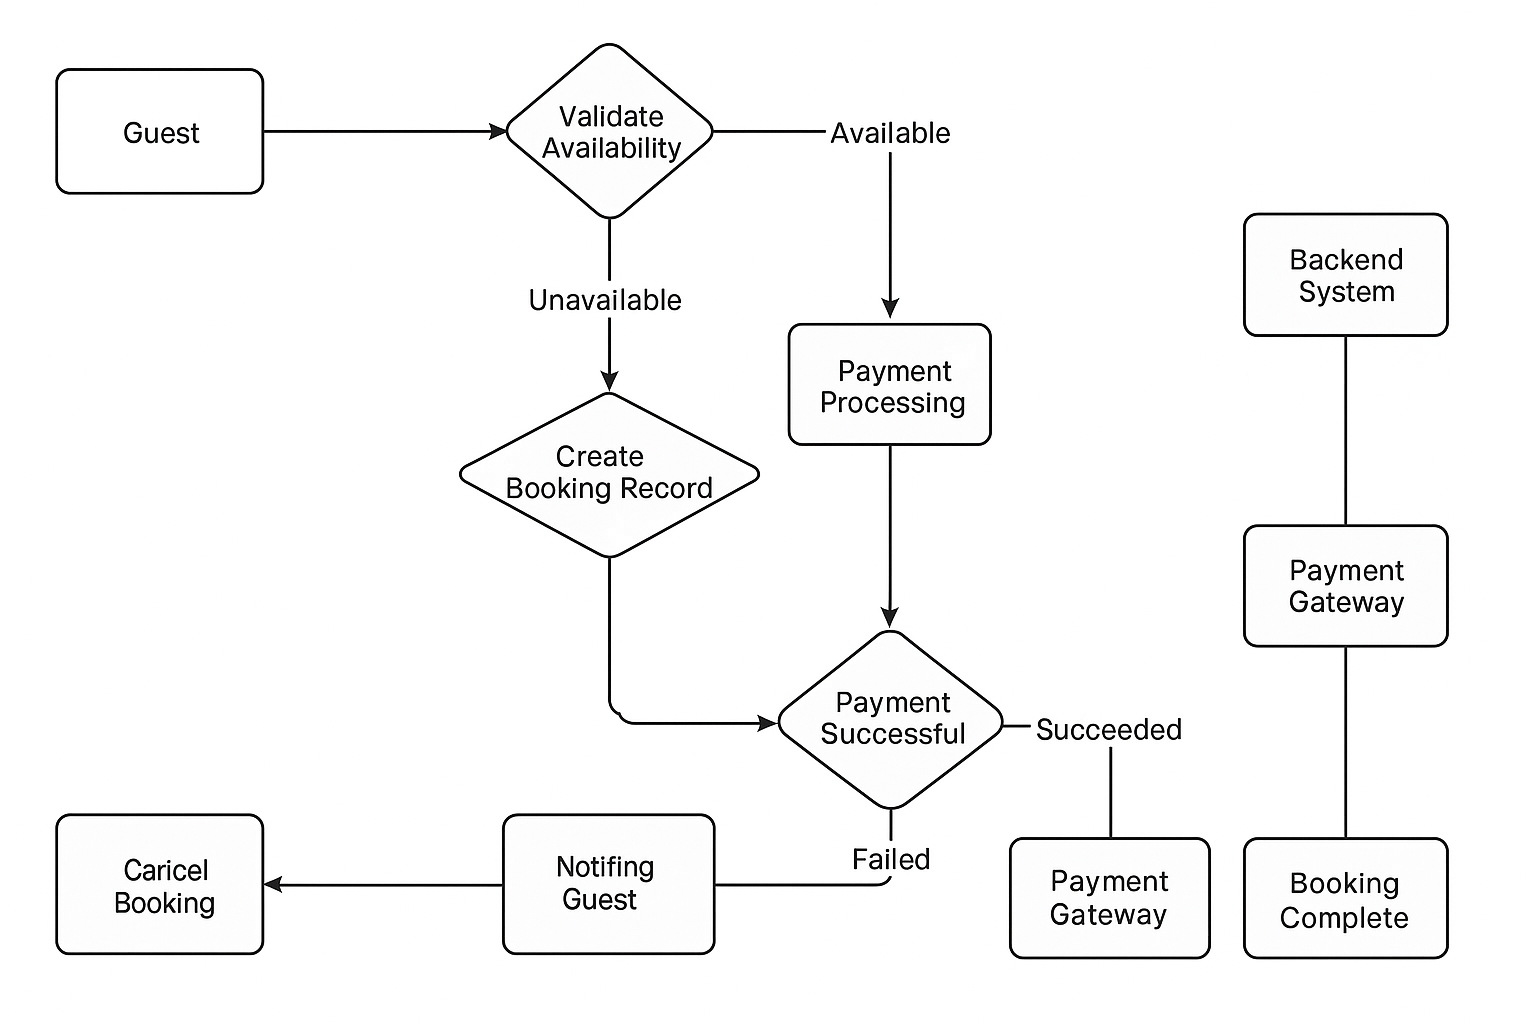 Guest
Validate
Availability
Available
Unavailable
Backend
System
Payment
Processing
Create
Booking Record
Payment
Gateway
Payment
Successful
Succeeded
Failed
Caricel
Booking
Notifing
Guest
Payment
Gateway
Booking
Complete